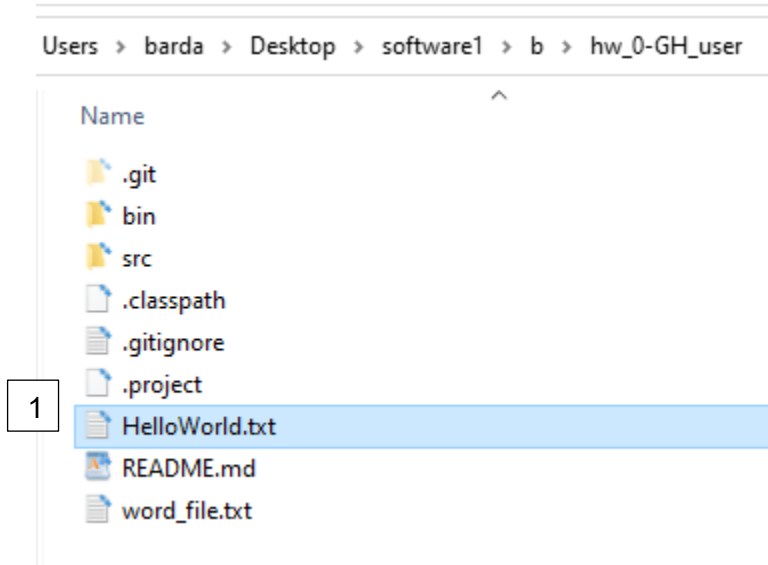 Users > barda > Desktop > software1 > b > hw_0-GH_user
Name
.git
bin
src
.classpath
.gitignore
.project
1
HelloWorld.txt
README.md
word_file.txt